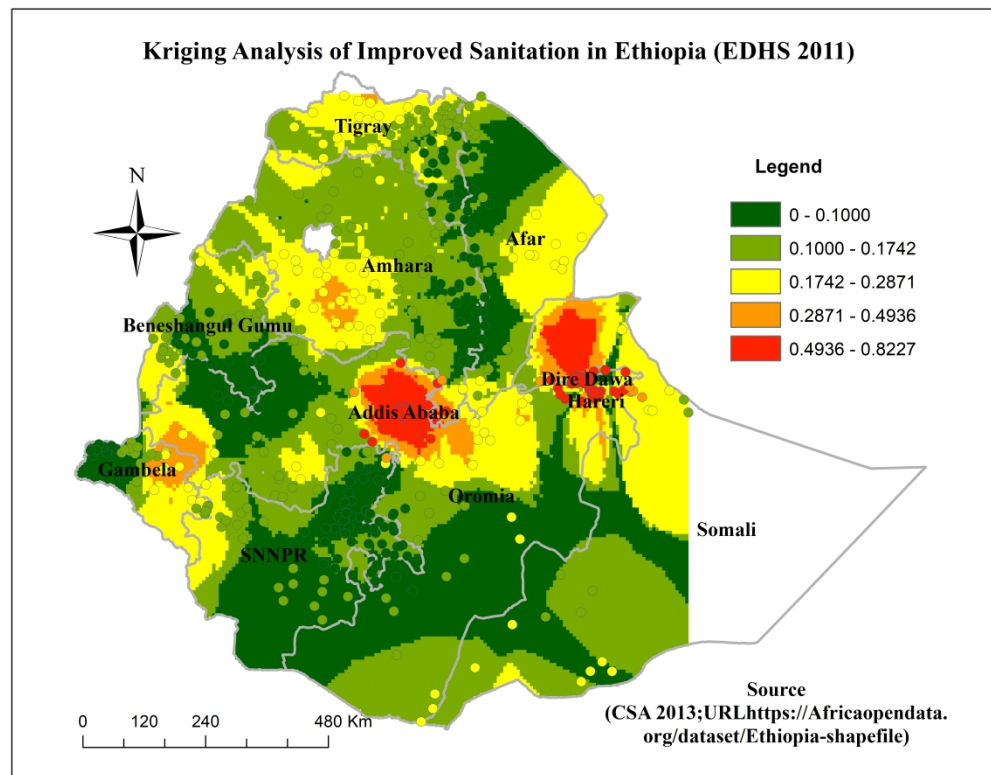 Kriging Analysis of Improved Sanitation in Ethiopia (EDHS 2011)
Tigray
N
Legend
0 - 0.1000
0.1000 - 0.1742
0.1742 - 0.2871
0.2871 - 0.4936
0.4936 - 0.8227
Afar
Amhara
Beneshangul Gumu
Dire Dawa
Hareri
Addis Ababa
Gambela
Oromia
Somali
SNNPR
Source
(CSA 2013;URLhttps://Africaopendata.
org/dataset/Ethiopia-shapefile)
0 120 240 480 Km